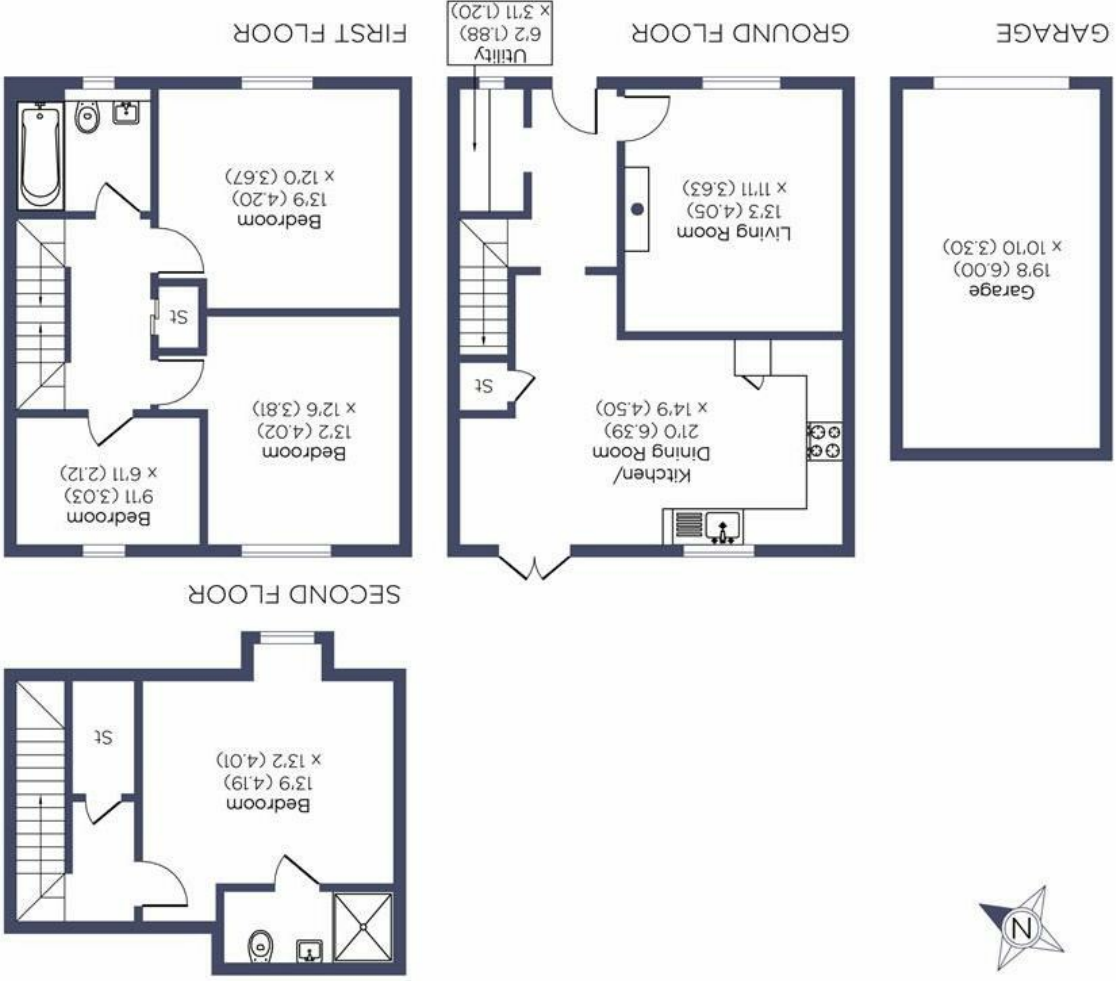 N
Bedroom
13'9 (4.19)
x 13'2 (4.01)
St
SECOND FLOOR
Garage
19'8 (6.00)
x 10'10 (3.30)
GARAGE
Kitchen/
Dining Room
21'0 (6.39)
x 14'9 (4.50)
St
Living Room
13'3 (4.05)
x 11'11 (3.63)
Utility
6'2 (1.88)
x 3'11 (1.20)
GROUND FLOOR
Bedroom
9'11 (3.03)
x 6'11 (2.12)
Bedroom
13'2 (4.02)
x 12'6 (3.81)
St
Bedroom
13'9 (4.20)
x 12'0 (3.67)
FIRST FLOOR